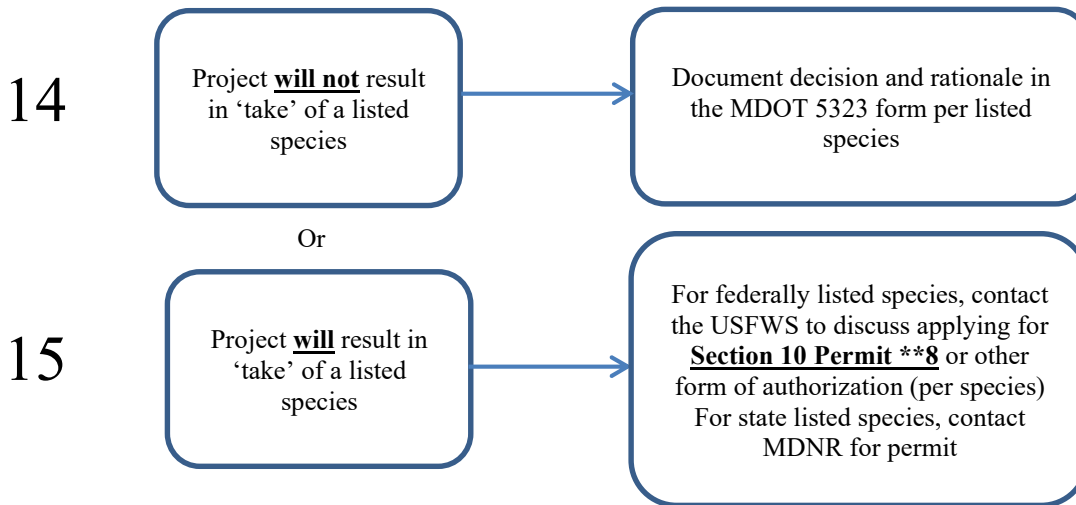 14
Project will not result
in ‘take’ of a listed
species
Document decision and rationale in
the MDOT 5323 form per listed
species
Or
15
Project will result in
‘take’ of a listed
species
For federally listed species, contact
the USFWS to discuss applying for
Section 10 Permit **8 or other
form of authorization (per species)
For state listed species, contact
MDNR for permit